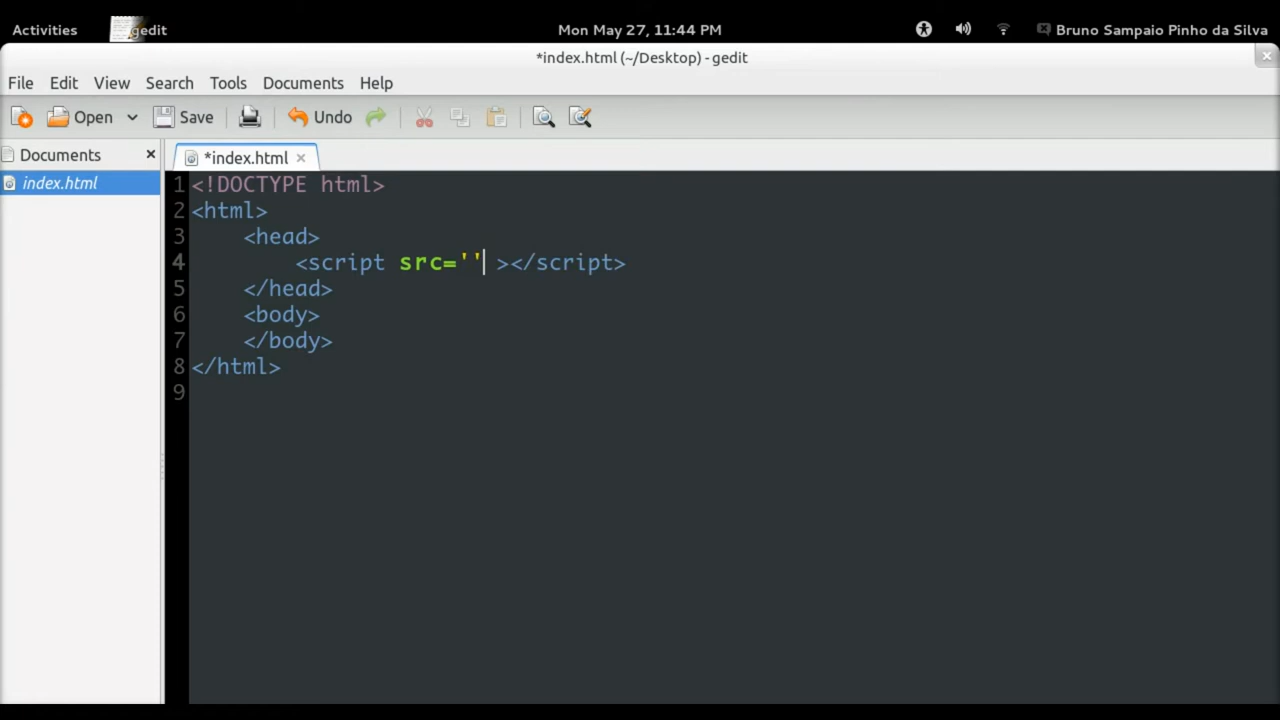 Activities gedit Mon May 27, 11:44 PM Bruno Sampaio Pinho da Silva
*index.html (~/Desktop) - gedit
File Edit View Search Tools Documents Help
Open Save Undo
Documents *index.html
index.html
1 <!DOCTYPE html>
2 <html>
3 <head>
4 <script src='' ></script>
5 </head>
6 <body>
7 </body>
8 </html>
9